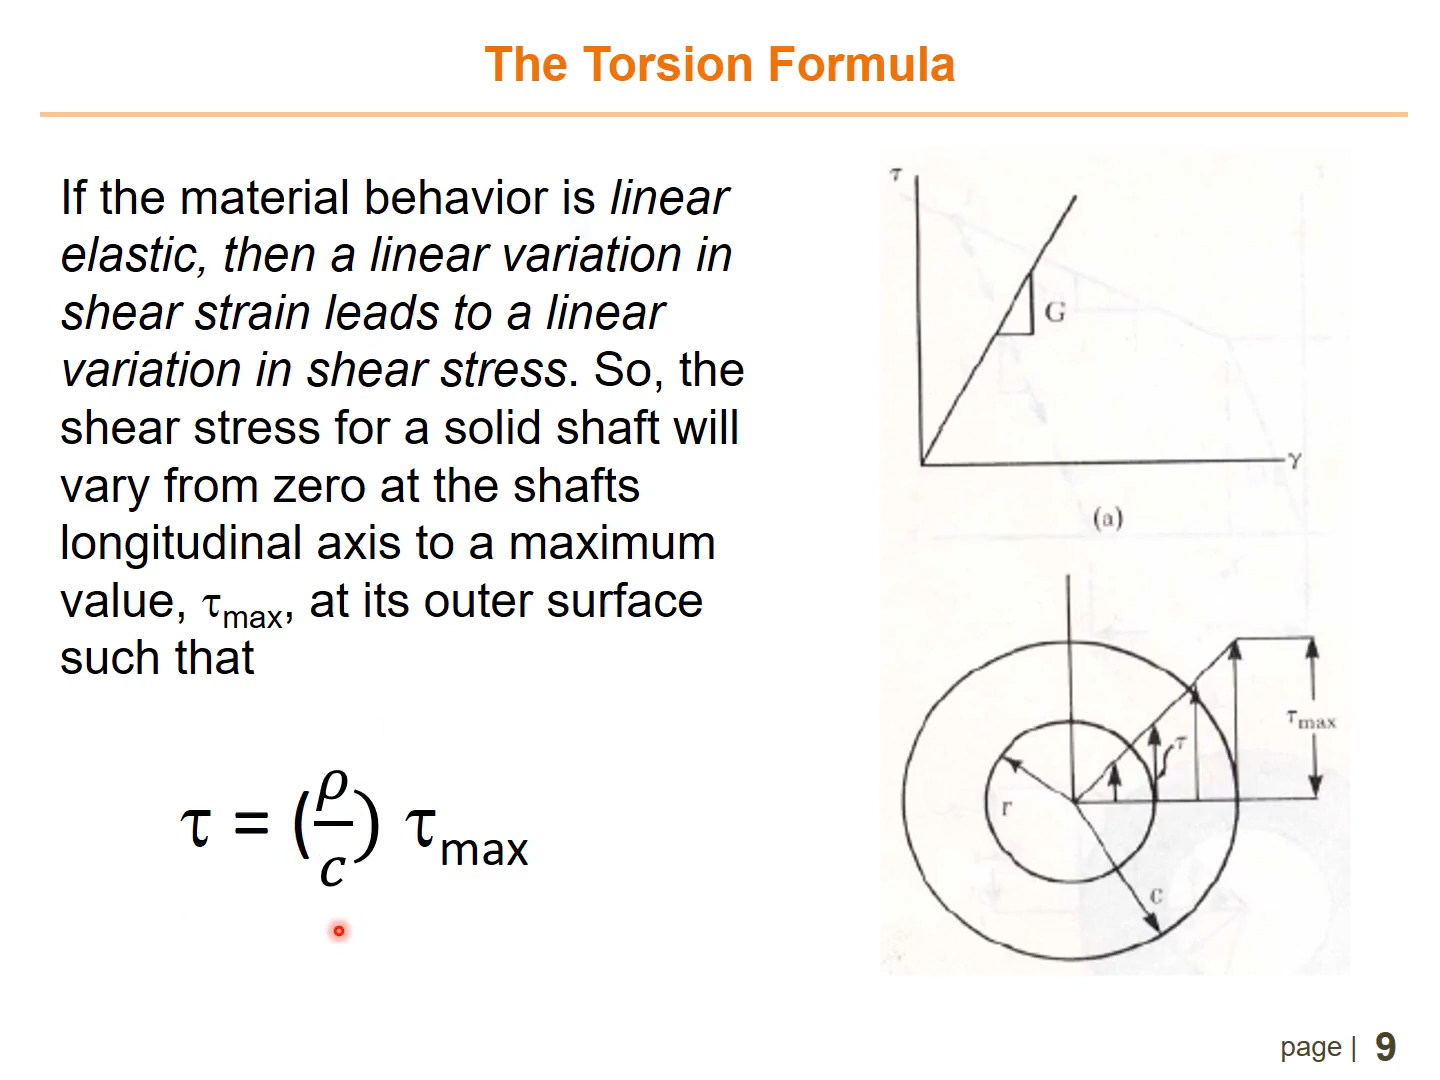 The Torsion Formula
If the material behavior is linear
elastic, then a linear variation in
shear strain leads to a linear
variation in shear stress. So, the
shear stress for a solid shaft will
vary from zero at the shafts
longitudinal axis to a maximum
value, τmax, at its outer surface
such that
τ = (ρ/c) τmax
τ
G
γ
(a)
τmax
τ
r
c
page | 9